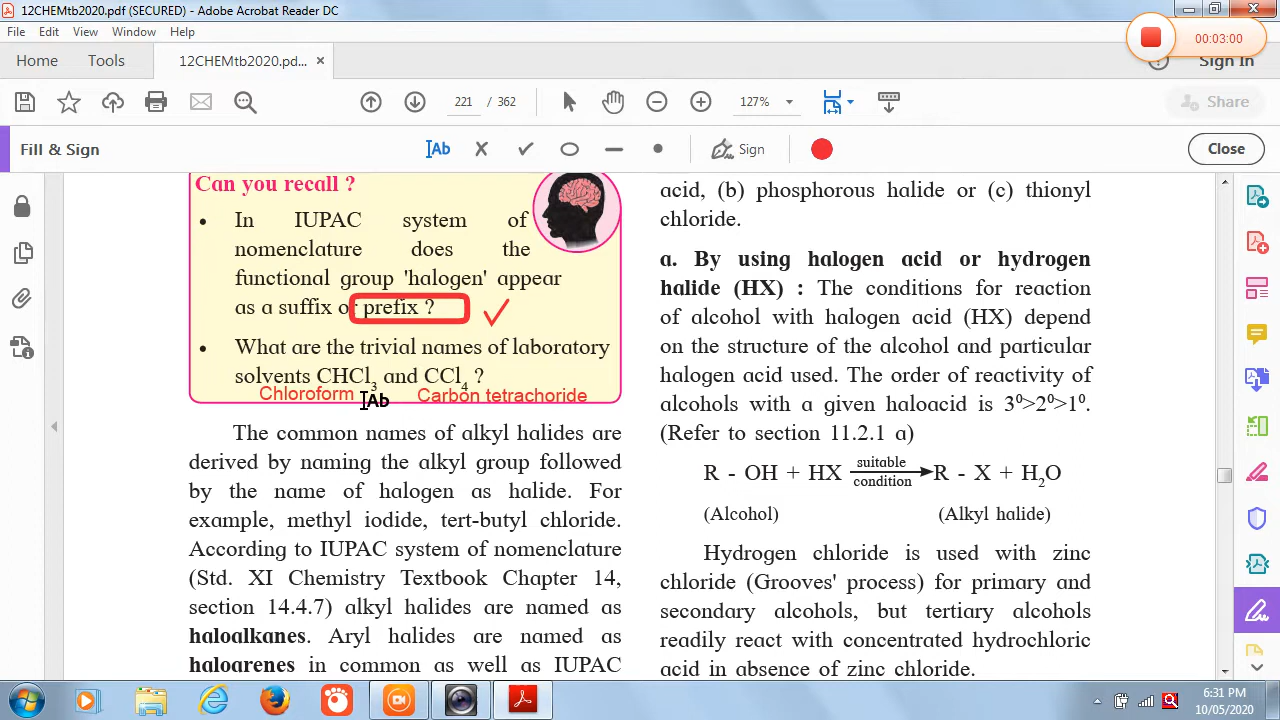 12CHEMtb2020.pdf (SECURED) - Adobe Acrobat Reader DC
File Edit View Window Help
00:03:00
Home Tools 12CHEMtb2020.pd... × Sign In
221 / 362 127% Share
Ab Sign
Fill & Sign Close
Can you recall ?
• In IUPAC system of
nomenclature does the
functional group 'halogen' appear
as a suffix or prefix ?
• What are the trivial names of laboratory
solvents CHCl3 and CCl4 ?
Chloroform Ab Carbon tetrachoride
The common names of alkyl halides are
derived by naming the alkyl group followed
by the name of halogen as halide. For
example, methyl iodide, tert-butyl chloride.
According to IUPAC system of nomenclature
(Std. XI Chemistry Textbook Chapter 14,
section 14.4.7) alkyl halides are named as
haloalkanes. Aryl halides are named as
haloarenes in common as well as IUPAC
acid, (b) phosphorous halide or (c) thionyl
chloride.
a. By using halogen acid or hydrogen
halide (HX) : The conditions for reaction
of alcohol with halogen acid (HX) depend
on the structure of the alcohol and particular
halogen acid used. The order of reactivity of
alcohols with a given haloacid is 3⁰>2⁰>1⁰.
(Refer to section 11.2.1 a)
R - OH + HX suitable condition R - X + H2O
(Alcohol) (Alkyl halide)
Hydrogen chloride is used with zinc
chloride (Grooves' process) for primary and
secondary alcohols, but tertiary alcohols
readily react with concentrated hydrochloric
acid in absence of zinc chloride.
6:31 PM
10/05/2020